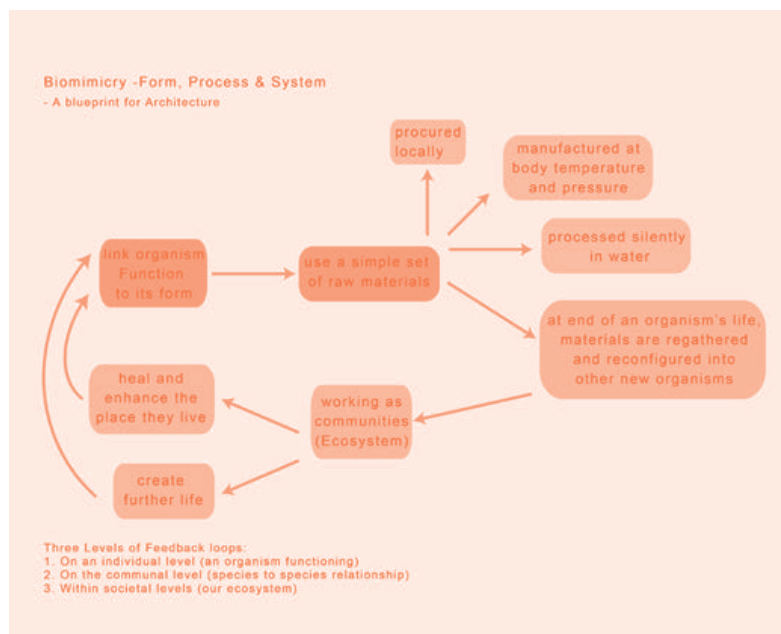 Biomimicry -Form, Process & System
- A blueprint for Architecture
procured
locally
manufactured at
body temperature
and pressure
link organism
Function
to its form
use a simple set
of raw materials
processed silently
in water
at end of an organism's life,
materials are regathered
and reconfigured into
other new organisms
heal and
enhance the
place they live
working as
communities
(Ecosystem)
create
further life
Three Levels of Feedback loops:
1. On an individual level (an organism functioning)
2. On the communal level (species to species relationship)
3. Within societal levels (our ecosystem)